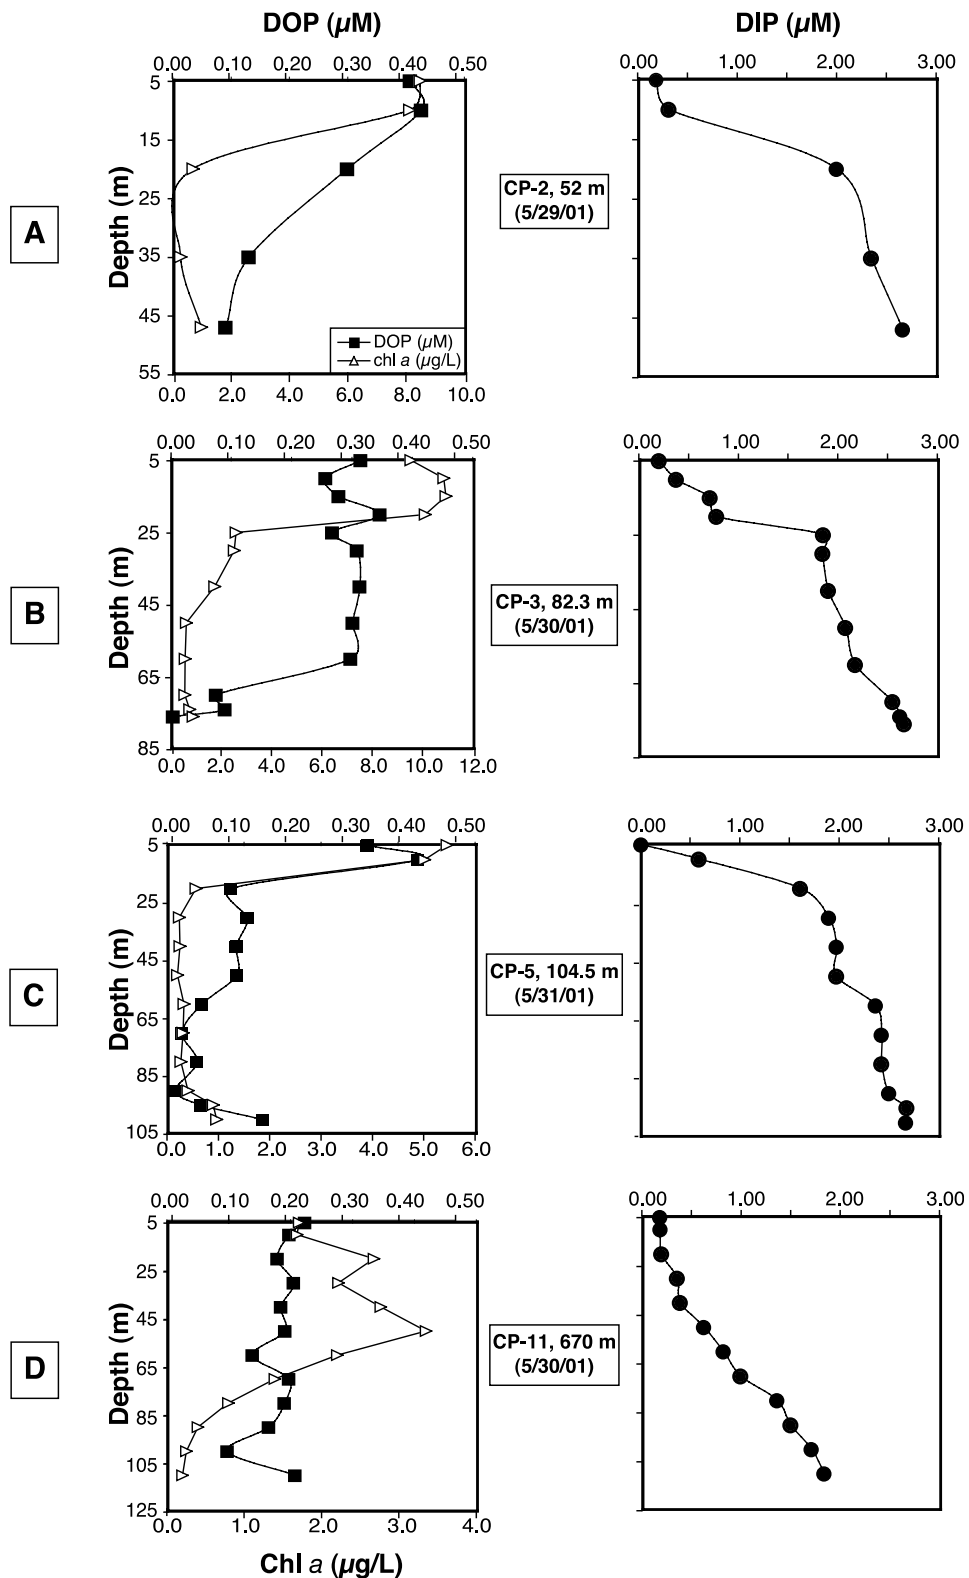 DOP (µM)
DIP (µM)
0.00 0.10 0.20 0.30 0.40 0.50
0.00 1.00 2.00 3.00
5
15
25
35
45
55
Depth (m)
A
DOP (µM)
chl a (µg/L)
0.0 2.0 4.0 6.0 8.0 10.0
CP-2, 52 m
(5/29/01)
0.00 0.10 0.20 0.30 0.40 0.50
0.00 1.00 2.00 3.00
5
25
45
65
85
Depth (m)
B
0.0 2.0 4.0 6.0 8.0 10.0 12.0
CP-3, 82.3 m
(5/30/01)
0.00 0.10 0.20 0.30 0.40 0.50
0.00 1.00 2.00 3.00
5
25
45
65
85
105
Depth (m)
C
0.0 1.0 2.0 3.0 4.0 5.0 6.0
CP-5, 104.5 m
(5/31/01)
0.00 0.10 0.20 0.30 0.40 0.50
0.00 1.00 2.00 3.00
5
25
45
65
85
105
125
Depth (m)
D
0.0 1.0 2.0 3.0 4.0
CP-11, 670 m
(5/30/01)
Chl a (µg/L)